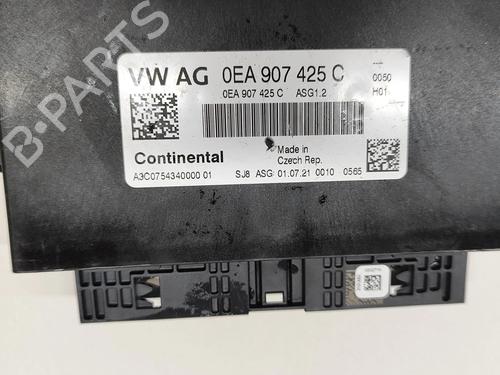 B-PARTS
VW AG 0EA 907 425 C 0050
0EA 907 425 C ASG1.2 H01
Continental Made in
Czech Rep.
A3C0754340000 01 SJ8 ASG 01.07.21 0010 0565